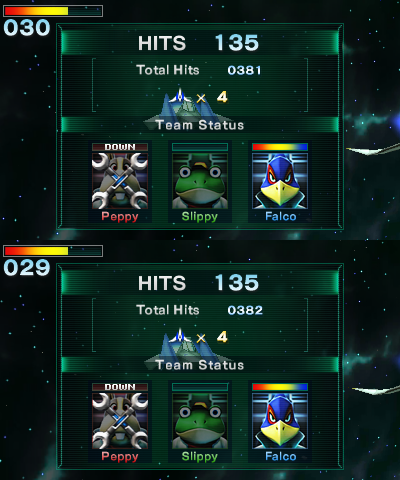 030
HITS 135
Total Hits 0381
× 4
Team Status
DOWN
Peppy Slippy Falco
029
HITS 135
Total Hits 0382
× 4
Team Status
DOWN
Peppy Slippy Falco